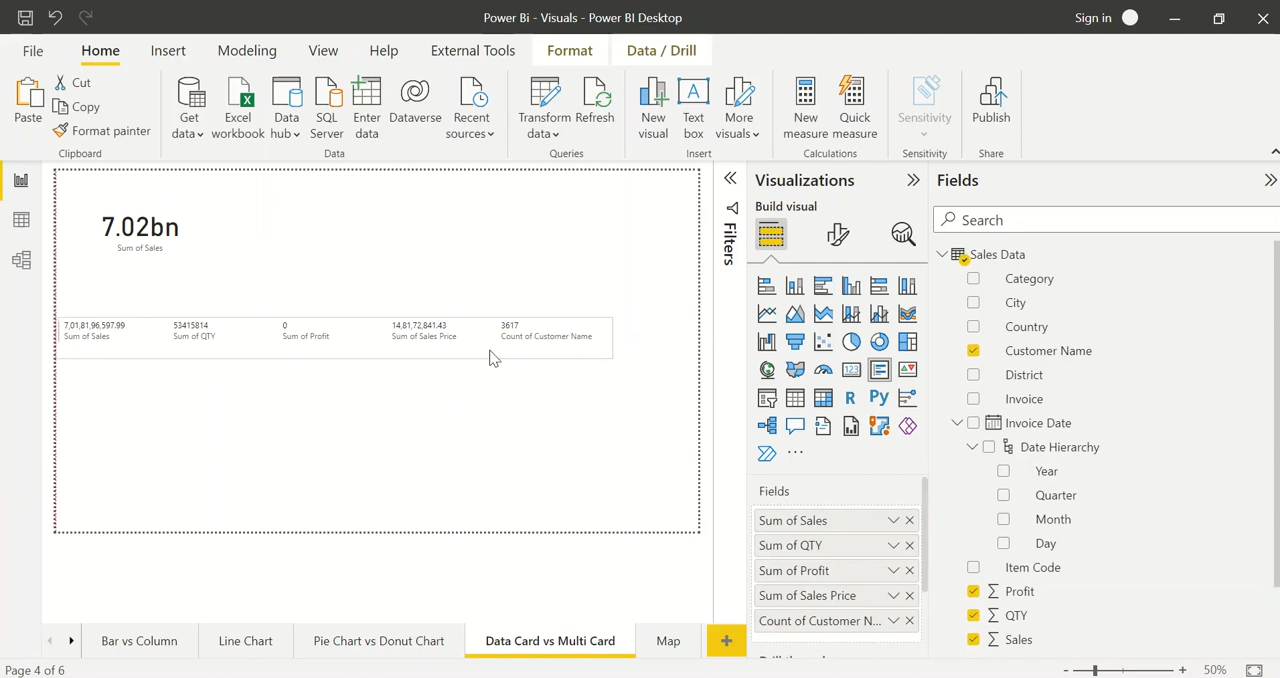 Power Bi - Visuals - Power BI Desktop
Sign in
File Home Insert Modeling View Help External Tools Format Data / Drill
Paste
Cut
Copy
Format painter
Clipboard
Get data
Excel workbook
Data hub
SQL Server
Enter data
Dataverse
Recent sources
Data
Transform data
Refresh
Queries
New visual
Text box
More visuals
Insert
New measure
Quick measure
Calculations
Sensitivity
Sensitivity
Publish
Share
7.02bn
Sum of Sales
7,01,81,96,597.99 53415814 0 14,81,72,841.43 3617
Sum of Sales Sum of QTY Sum of Profit Sum of Sales Price Count of Customer Name
Filters
Visualizations
Build visual
123
R Py
...
Fields
Sum of Sales
Sum of QTY
Sum of Profit
Sum of Sales Price
Count of Customer N...
Fields
Search
Sales Data
Category
City
Country
Customer Name
District
Invoice
Invoice Date
Date Hierarchy
Year
Quarter
Month
Day
Item Code
Σ Profit
Σ QTY
Σ Sales
Bar vs Column Line Chart Pie Chart vs Donut Chart Data Card vs Multi Card Map +
Page 4 of 6
- + 50%